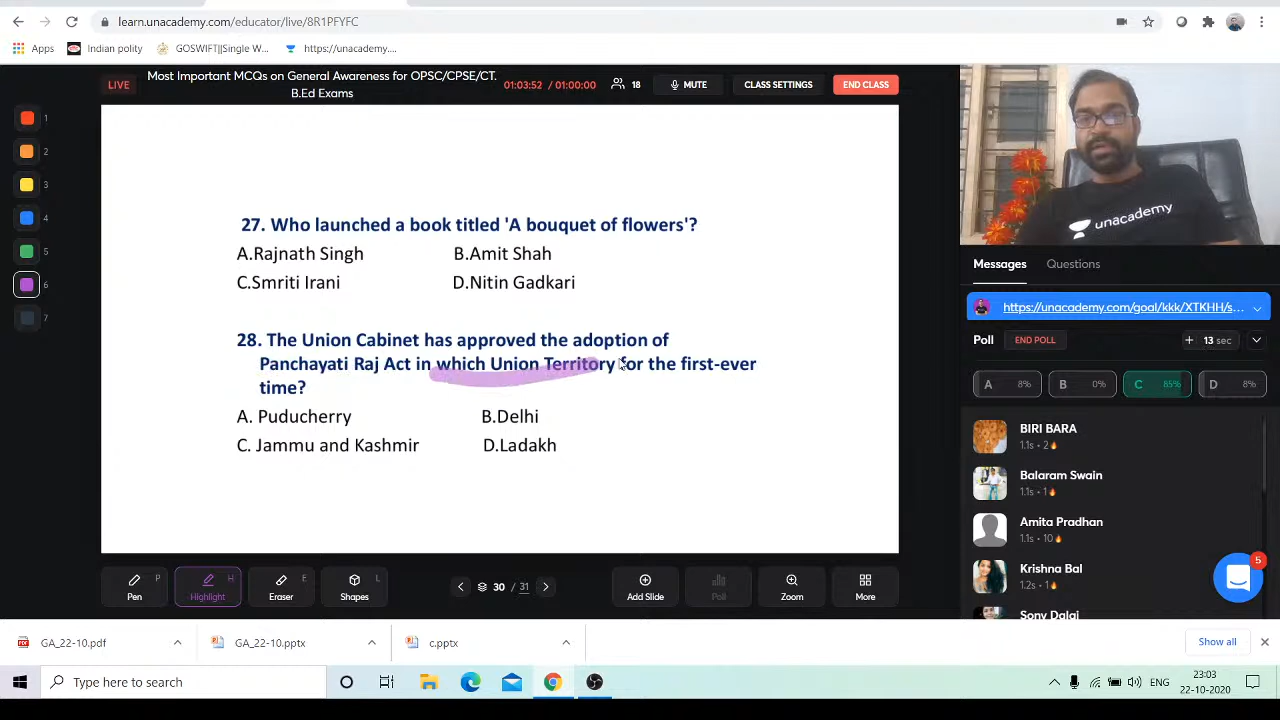 learn.unacademy.com/educator/live/8R1PFYFC
Apps Indian polity GOSWIFT||Single W... https://unacademy....
LIVE
Most Important MCQs on General Awareness for OPSC/CPSE/CT.
B.Ed Exams
01:03:52 / 01:00:00
18
MUTE
CLASS SETTINGS
END CLASS
1
2
3
4
5
6
7
27. Who launched a book titled 'A bouquet of flowers'?
A.Rajnath Singh B.Amit Shah
C.Smriti Irani D.Nitin Gadkari
28. The Union Cabinet has approved the adoption of
Panchayati Raj Act in which Union Territory for the first-ever
time?
A. Puducherry B.Delhi
C. Jammu and Kashmir D.Ladakh
unacademy
Messages Questions
https://unacademy.com/goal/kkk/XTKHH/s...
Poll END POLL + 13 sec
A 8% B 0% C 85% D 8%
BIRI BARA
1.1s • 2
Balaram Swain
1.1s • 1
Amita Pradhan
1.1s • 10
Krishna Bal
1.2s • 1
Sony Dalai
5
P H E L
Pen Highlight Eraser Shapes
30 / 31
Add Slide Poll Zoom More
GA_22-10.pdf GA_22-10.pptx c.pptx Show all
Type here to search
ENG
23:03
22-10-2020